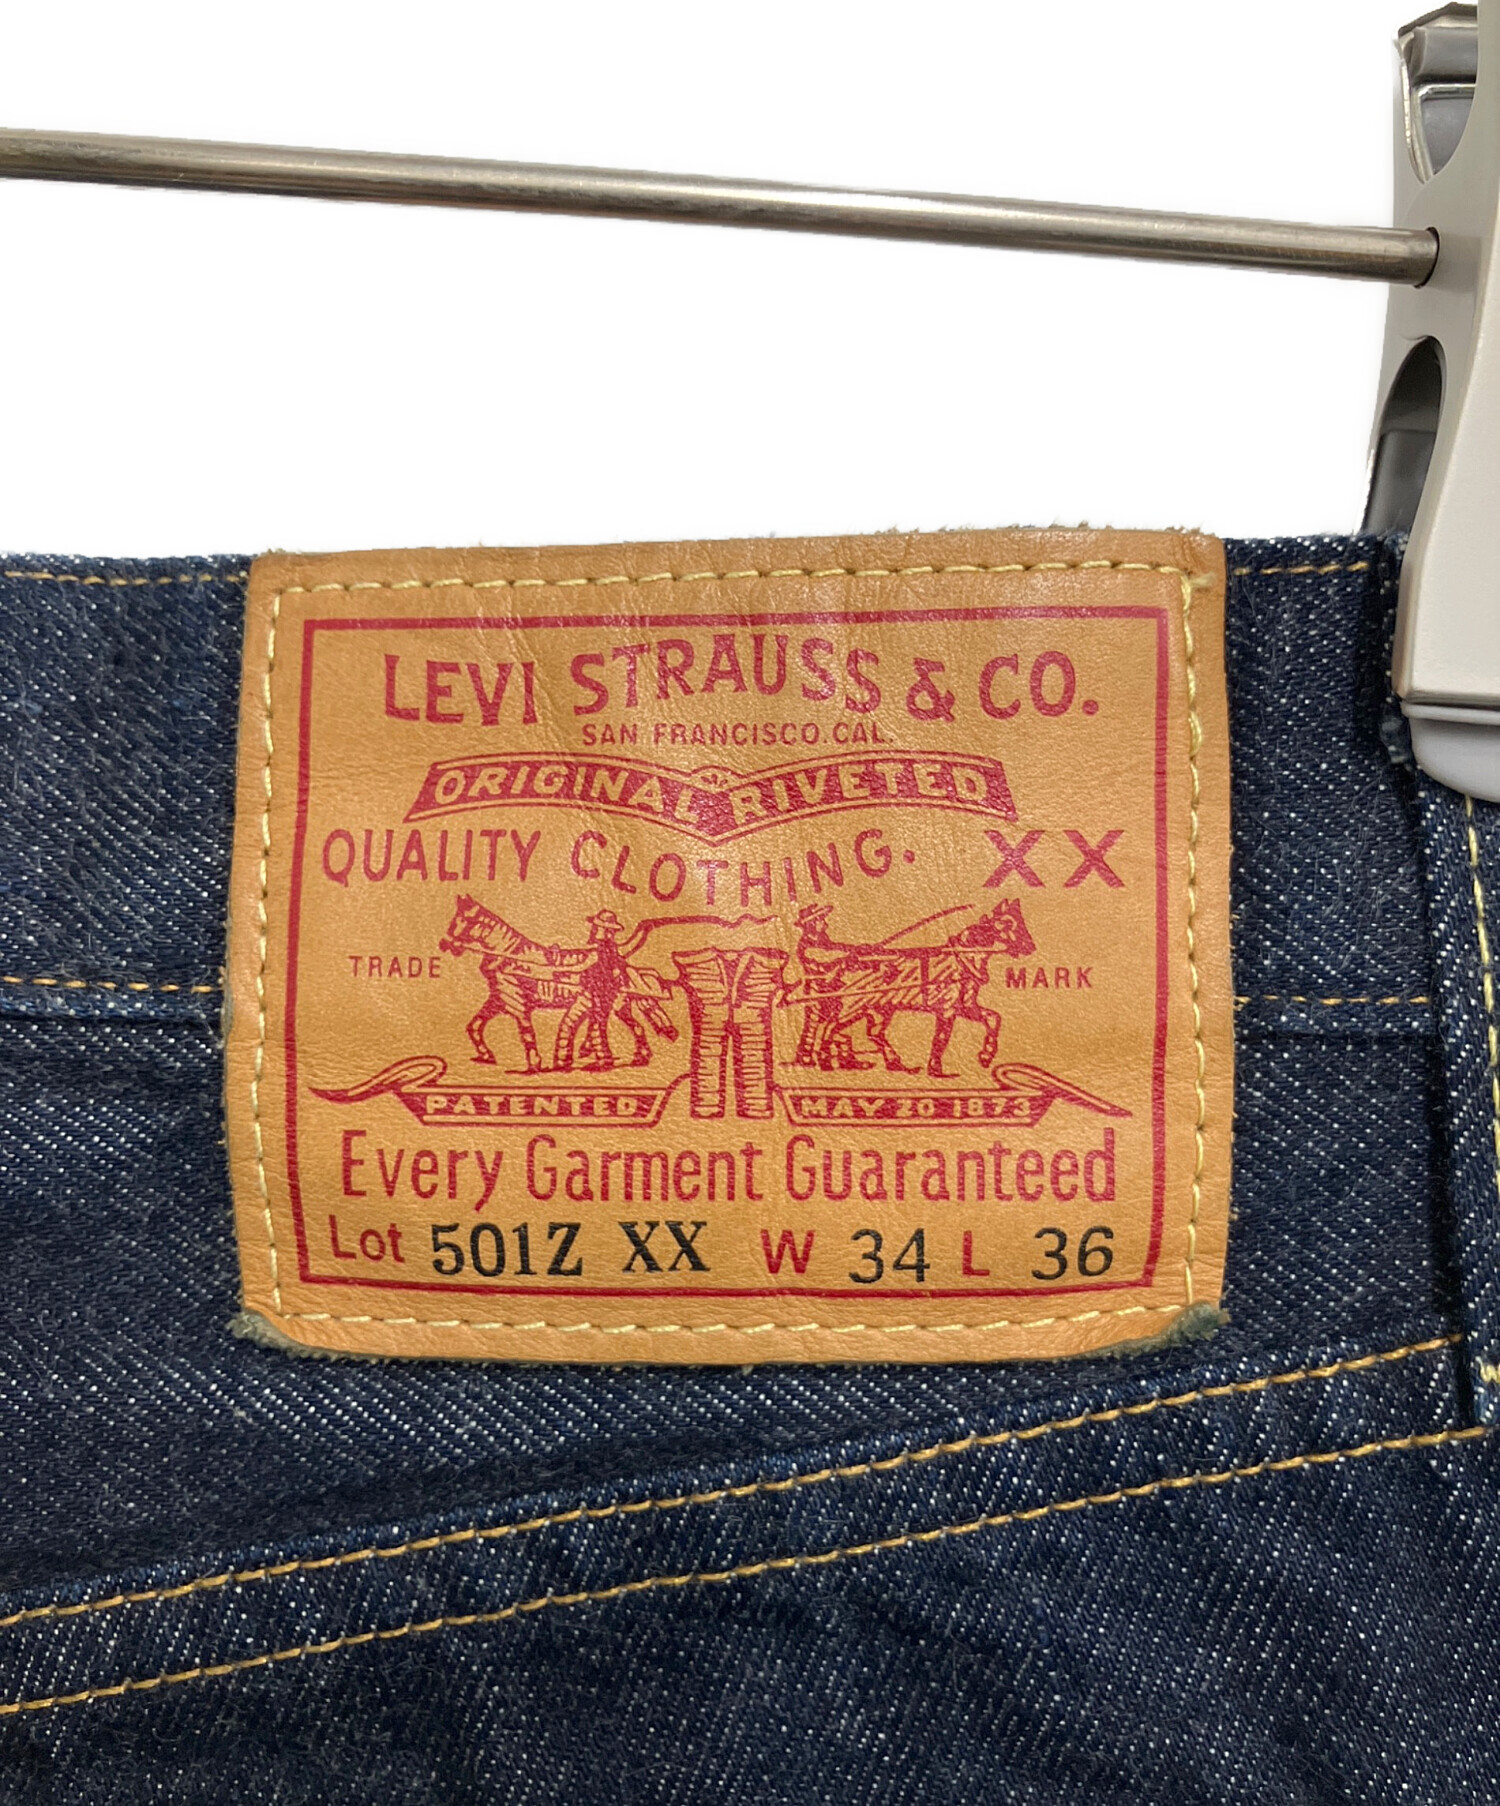 LEVI STRAUSS & CO.
SAN FRANCISCO. CAL.
ORIGINAL RIVETED
QUALITY CLOTHING. XX
TRADE MARK
PATENTED MAY 20 1873
Every Garment Guaranteed
Lot 501Z XX W 34 L 36